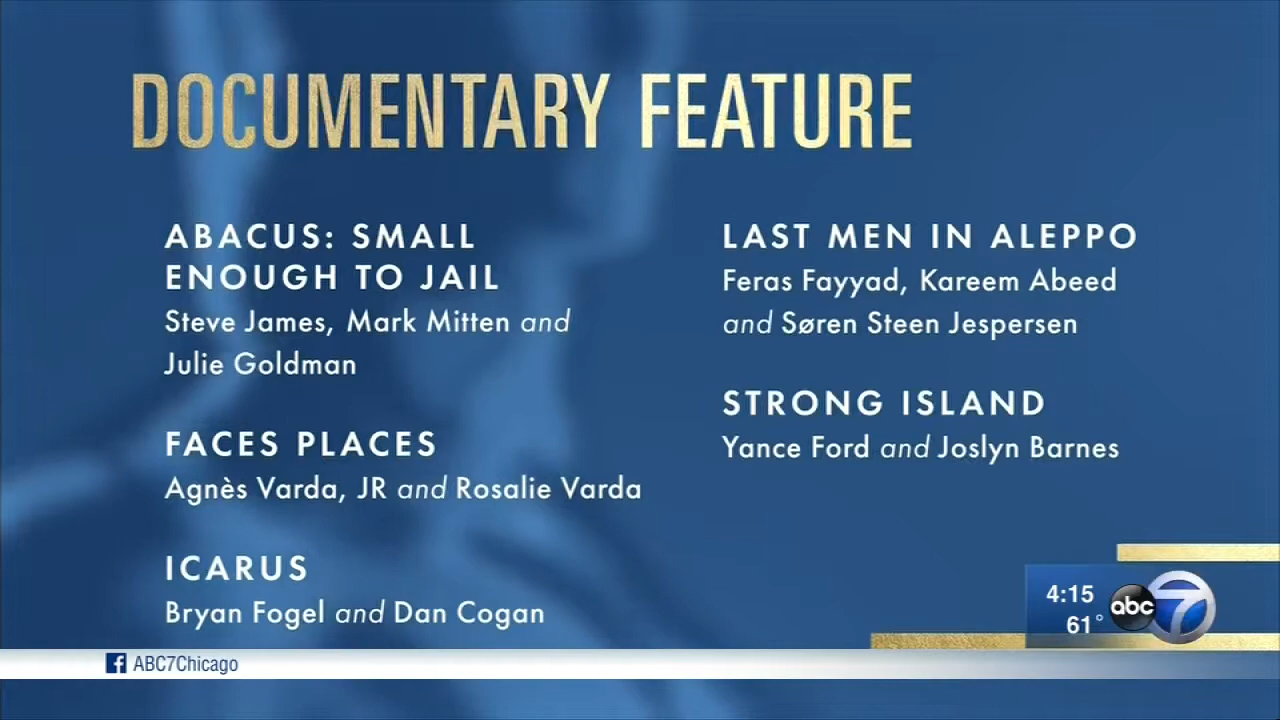 DOCUMENTARY FEATURE
ABACUS: SMALL
ENOUGH TO JAIL
Steve James, Mark Mitten and
Julie Goldman
FACES PLACES
Agnès Varda, JR and Rosalie Varda
ICARUS
Bryan Fogel and Dan Cogan
LAST MEN IN ALEPPO
Feras Fayyad, Kareem Abeed
and Søren Steen Jespersen
STRONG ISLAND
Yance Ford and Joslyn Barnes
4:15
61°
abc 7
f ABC7Chicago